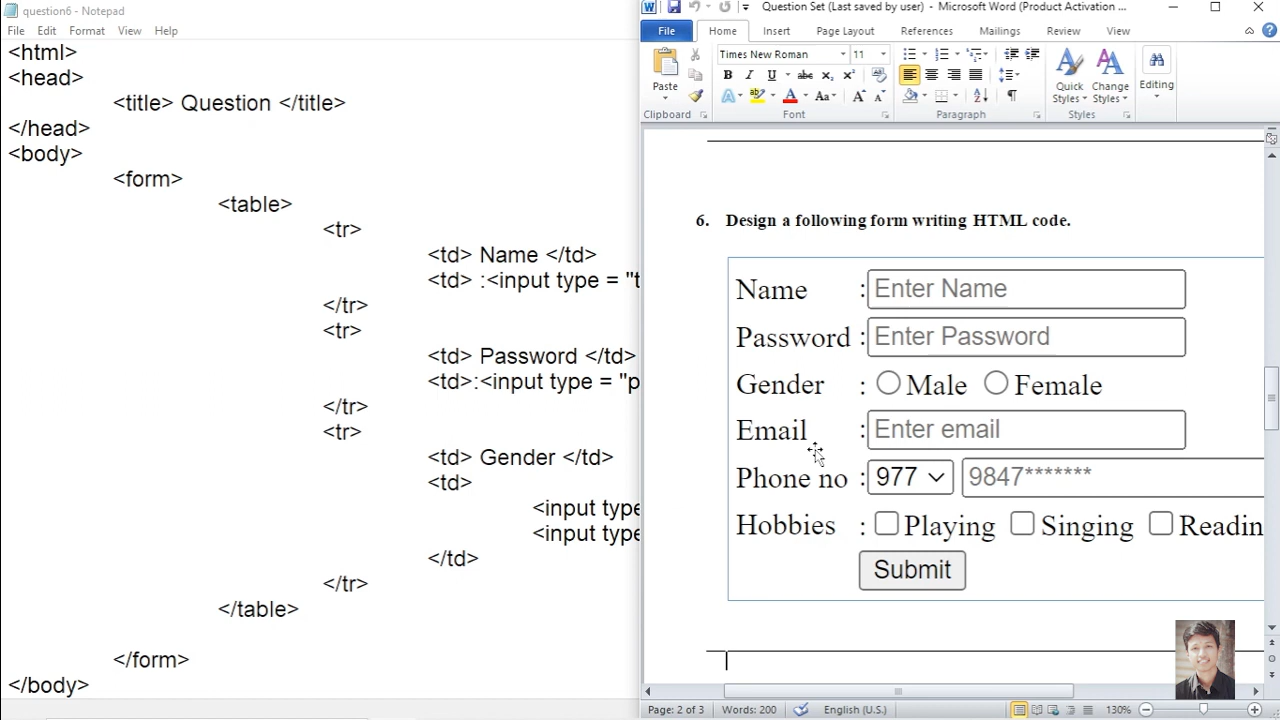 question6 - Notepad
File Edit Format View Help
<html>
<head>
<title> Question </title>
</head>
<body>
<form>
<table>
<tr>
<td> Name </td>
<td> :<input type = "t
</tr>
<tr>
<td> Password </td>
<td>:<input type = "p
</tr>
<tr>
<td> Gender </td>
<td>
<input type
<input type
</td>
</tr>
</table>
</form>
</body>
Question Set (Last saved by user) - Microsoft Word (Product Activation ...
File Home Insert Page Layout References Mailings Review View
Times New Roman 11
Paste
B I U abc x₂ x²
A ab A Aa A A
Quick Styles
Change Styles
Editing
Clipboard Font Paragraph Styles
6. Design a following form writing HTML code.
Name : Enter Name
Password : Enter Password
Gender : Male Female
Email : Enter email
Phone no : 977 9847*******
Hobbies : Playing Singing Readin
Submit
Page: 2 of 3 Words: 200 English (U.S.) 130%